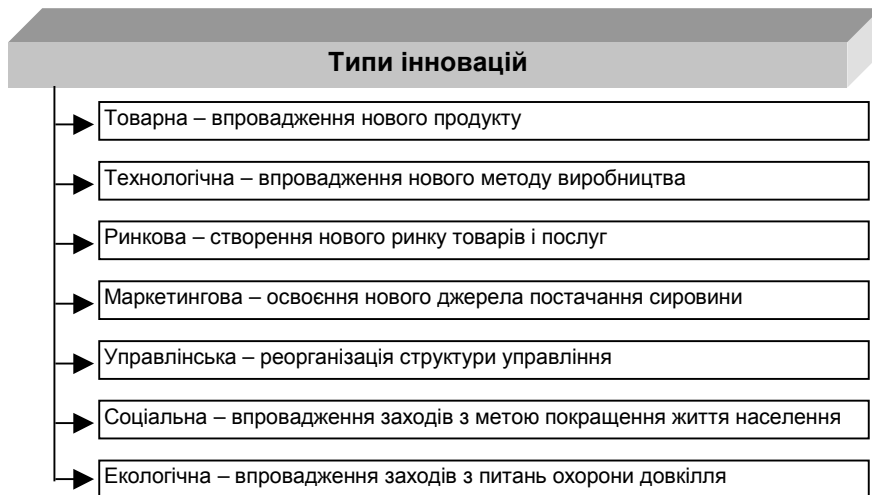 Типи інновацій
Товарна – впровадження нового продукту
Технологічна – впровадження нового методу виробництва
Ринкова – створення нового ринку товарів і послуг
Маркетингова – освоєння нового джерела постачання сировини
Управлінська – реорганізація структури управління
Соціальна – впровадження заходів з метою покращення життя населення
Екологічна – впровадження заходів з питань охорони довкілля